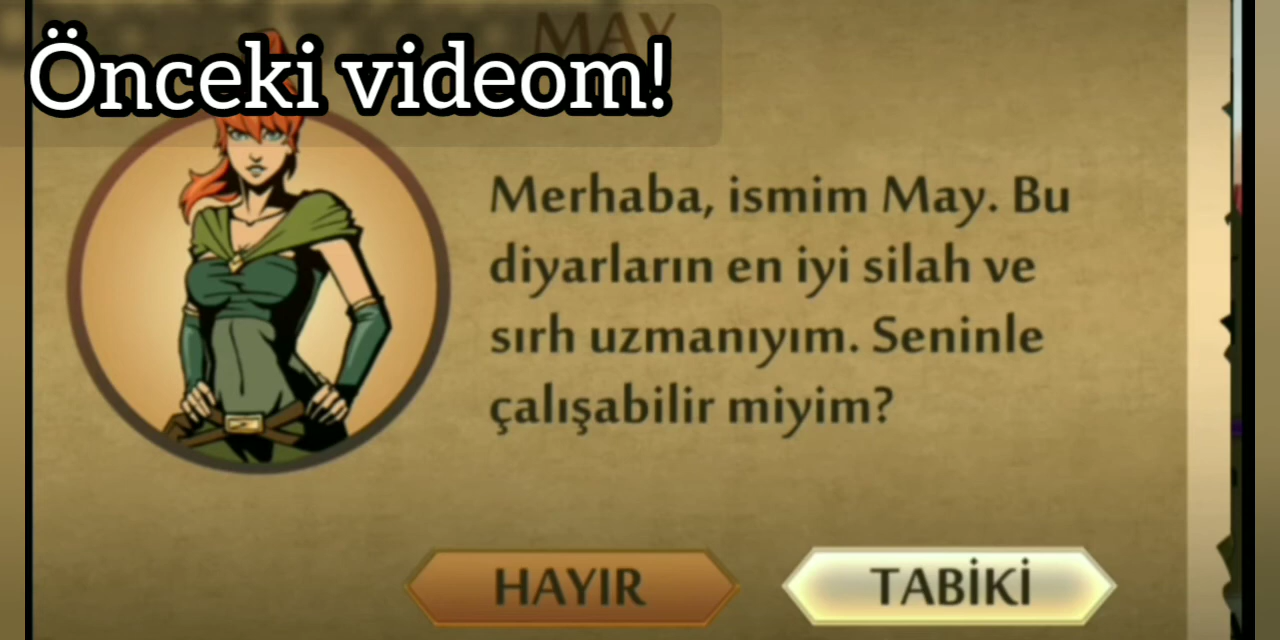 MAY
Önceki videom!
Merhaba, ismim May. Bu
diyarların en iyi silah ve
sırh uzmanıyım. Seninle
çalışabilir miyim?
HAYIR
TABİKİ